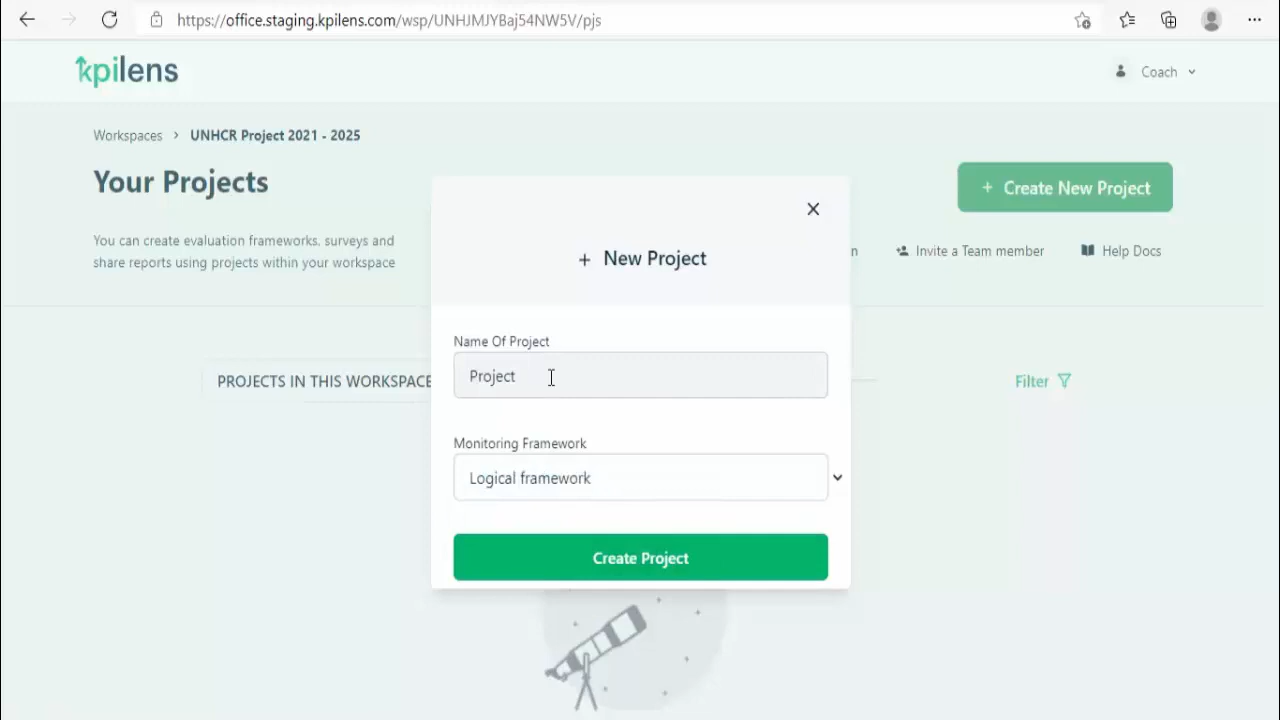 https://office.staging.kpilens.com/wsp/UNHJMJYBaj54NW5V/pjs
kpilens
Coach
Workspaces > UNHCR Project 2021 - 2025
Your Projects
+ Create New Project
You can create evaluation frameworks, surveys and
share reports using projects within your workspace
n
Invite a Team member
Help Docs
+ New Project
Name Of Project
Project
PROJECTS IN THIS WORKSPACE
Filter
Monitoring Framework
Logical framework
Create Project